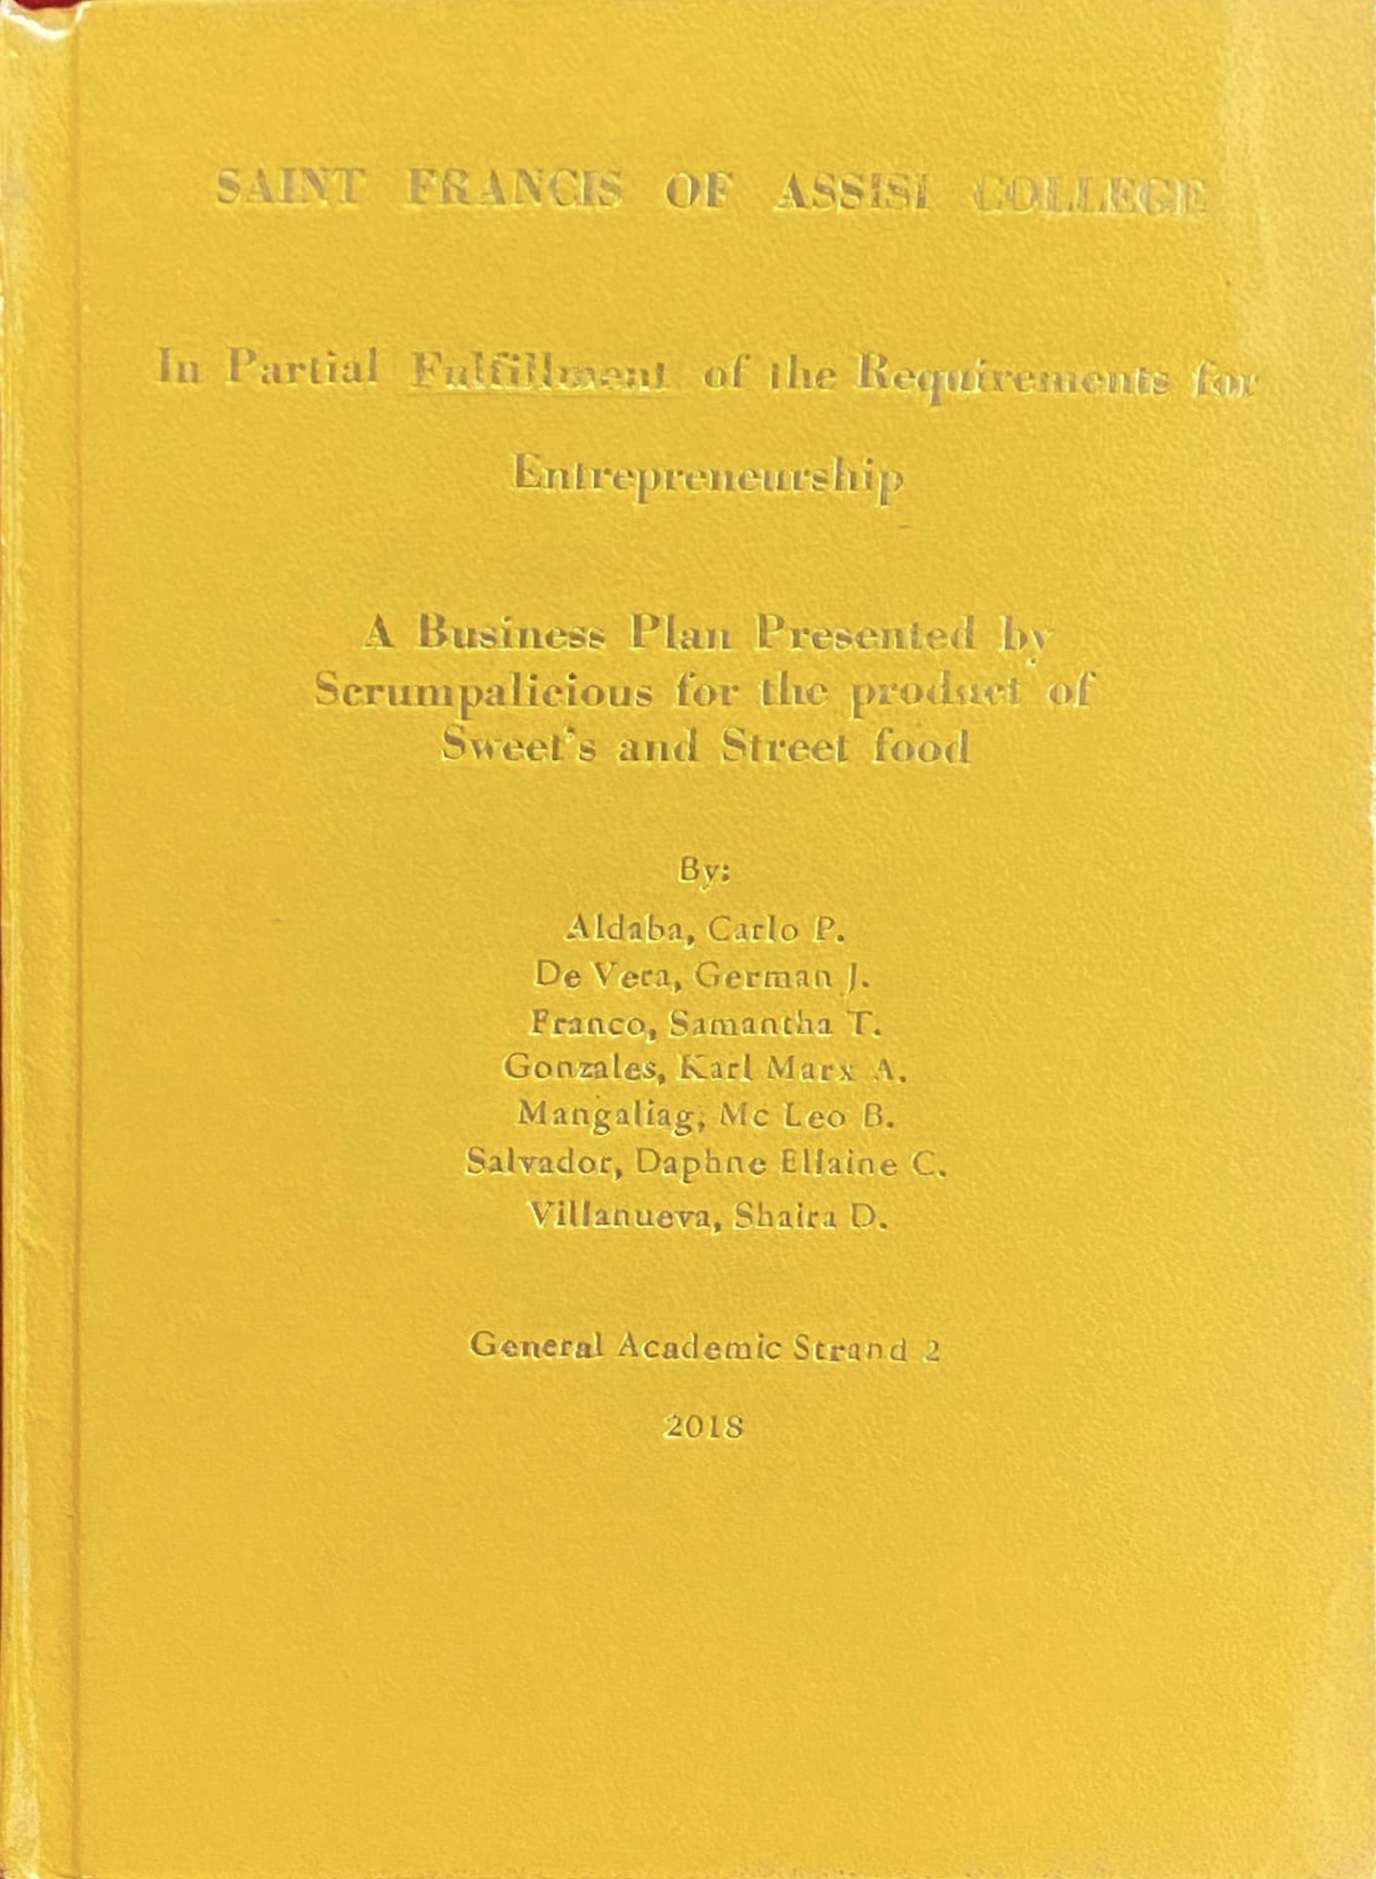 SAINT FRANCIS OF ASSISI COLLEGE
In Partial Fulfillment of the Requirements for
Entrepreneurship
A Business Plan Presented by
Scrumpalicious for the product of
Sweet's and Street food
By:
Aldaba, Carlo P.
De Vera, German J.
Franco, Samantha T.
Gonzales, Karl Marx A.
Mangaliag, Mc Leo B.
Salvador, Daphne Ellaine C.
Villanueva, Shaira D.
General Academic Strand 2
2018